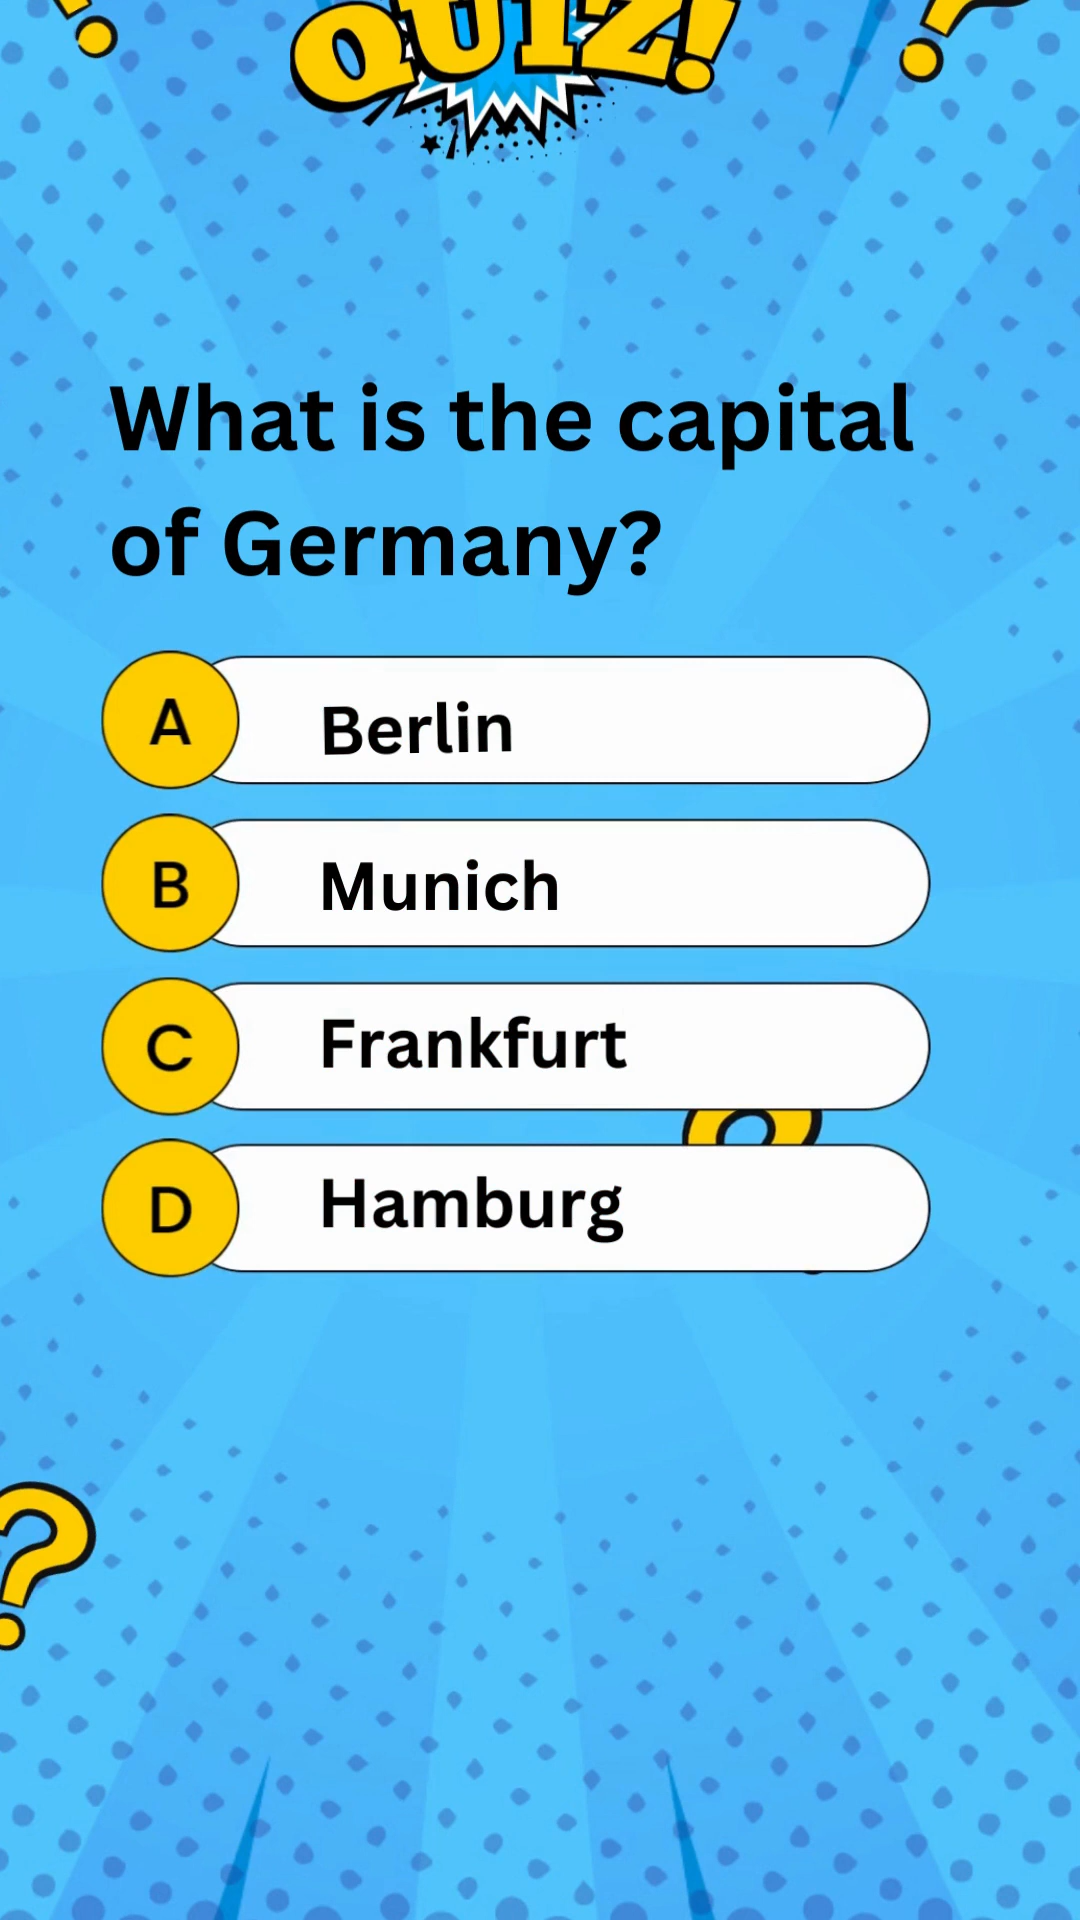 QUIZ!
What is the capital
of Germany?
A Berlin
B Munich
C Frankfurt
D Hamburg